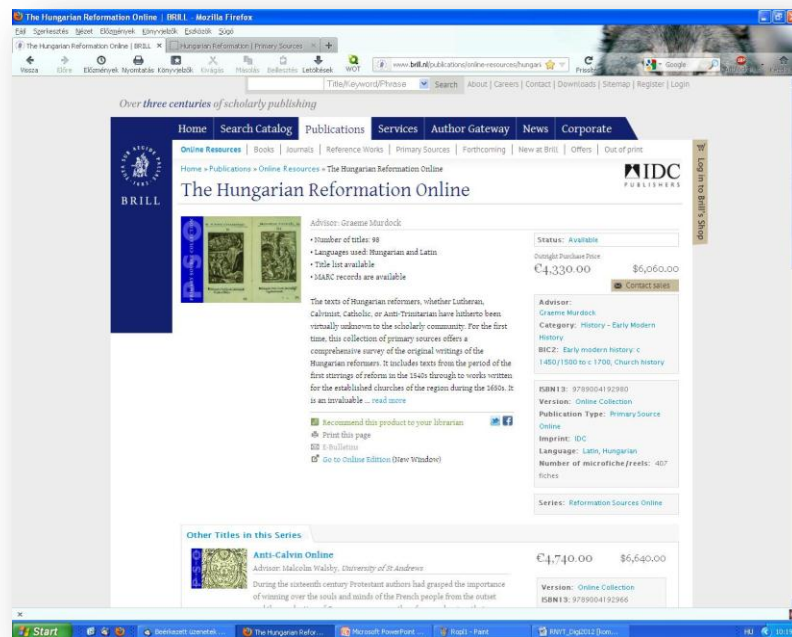 The Hungarian Reformation Online | BRILL - Mozilla Firefox
Fájl Szerkesztés Nézet Előzmények Könyvjelzők Eszközök Súgó
The Hungarian Reformation Online | BRILL × Hungarian Reformation | Primary Sources × +
Vissza Előre Előzmények Nyomtatás Könyvjelzők Kivágás Másolás Beillesztés Letöltések WOT www.brill.nl/publications/online-resources/hungari Google
Title/Keyword/Phrase Search About | Careers | Contact | Downloads | Sitemap | Register | Login
Over three centuries of scholarly publishing
Home Search Catalog Publications Services Author Gateway News Corporate
Online Resources | Books | Journals | Reference Works | Primary Sources | Forthcoming | New at Brill | Offers | Out of print
Home » Publications » Online Resources » The Hungarian Reformation Online
IDC
PUBLISHERS
The Hungarian Reformation Online
BRILL
Log in to Brill's Shop
Advisor: Graeme Murdock
• Number of titles: 98
• Languages used: Hungarian and Latin
• Title list available
• MARC records are available
The texts of Hungarian reformers, whether Lutheran,
Calvinist, Catholic, or Anti-Trinitarian have hitherto been
virtually unknown to the scholarly community. For the first
time, this collection of primary sources offers a
comprehensive survey of the original writings of the
Hungarian reformers. It includes texts from the period of the
first stirrings of reform in the 1540s through to works written
for the established churches of the region during the 1650s. It
is an invaluable ... read more
Recommend this product to your librarian
Print this page
E-Bulletins
Go to Online Edition (New Window)
Status: Available
Outright Purchase Price
€4,330.00 $6,060.00
Contact sales
Advisor:
Graeme Murdock
Category: History - Early Modern
History
BIC2: Early modern history: c
1450/1500 to c 1700, Church history
ISBN13: 9789004192980
Version: Online Collection
Publication Type: Primary Source
Online
Imprint: IDC
Language: Latin, Hungarian
Number of microfiche/reels: 407
fiches
Series: Reformation Sources Online
Other Titles in this Series
Anti-Calvin Online
Advisor: Malcolm Walsby, University of St Andrews
During the sixteenth century Protestant authors had grasped the importance
of winning over the souls and minds of the French people from the outset
€4,740.00 $6,640.00
Version: Online Collection
ISBN13: 9789004192966
Start Beérkezett üzenetek ... The Hungarian Refor... Microsoft PowerPoint ... Ropi1 - Paint RNY1_Digi2012 [Kom... HU